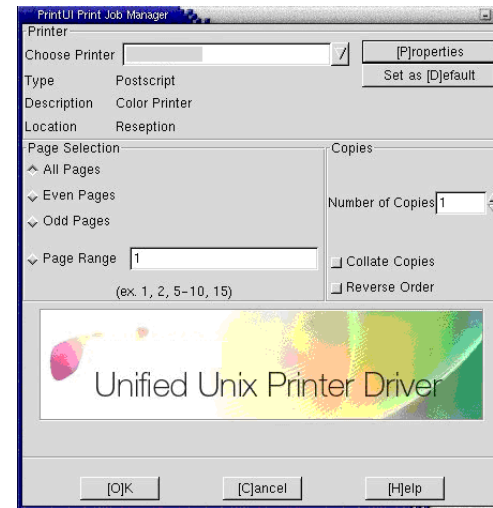 PrintUI Print Job Manager
Printer
Choose Printer
[P]roperties
Set as [D]efault
Type Postscript
Description Color Printer
Location Reseption
Page Selection
All Pages
Even Pages
Odd Pages
Page Range 1
(ex. 1, 2, 5-10, 15)
Copies
Number of Copies 1
Collate Copies
Reverse Order
Unified Unix Printer Driver
[O]K
[C]ancel
[H]elp